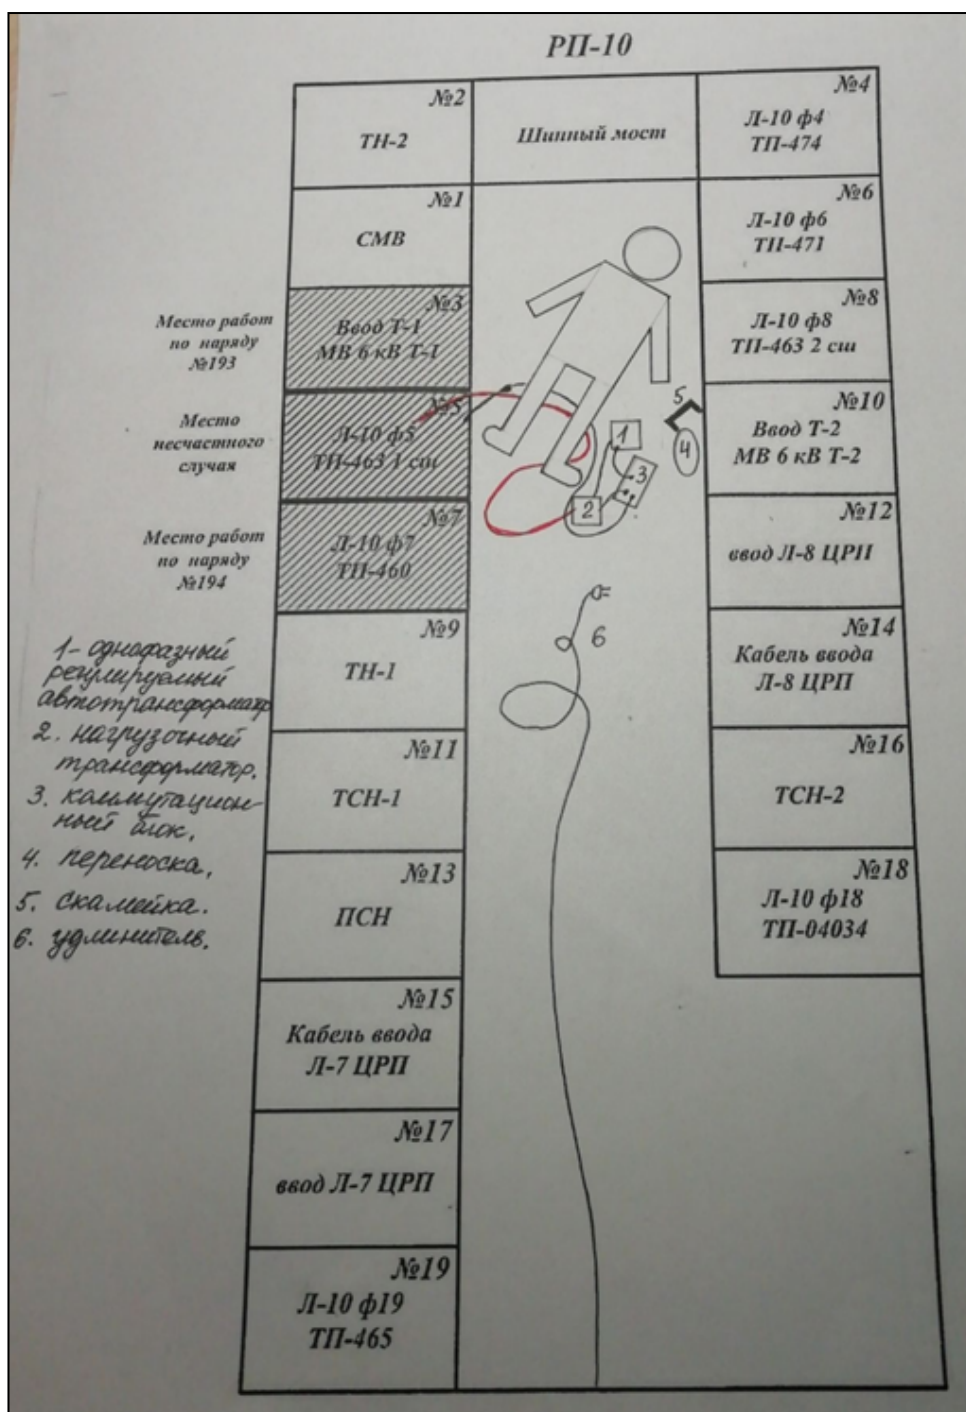 РП-10
№2
ТН-2
Шинный мост
№4
Л-10 ф4
ТП-474
№1
СМВ
№6
Л-10 ф6
ТП-471
Место работ
по наряду
№193
№3
Ввод Т-1
МВ 6 кВ Т-1
№8
Л-10 ф8
ТП-463 2 сш
Место
несчастного
случая
№5
Л-10 ф5
ТП-463 1 сш
5
4
1
3
2
№10
Ввод Т-2
МВ 6 кВ Т-2
Место работ
по наряду
№194
№7
Л-10 ф7
ТП-460
№12
ввод Л-8 ЦРП
6
№9
ТН-1
№14
Кабель ввода
Л-8 ЦРП
№11
ТСН-1
№16
ТСН-2
№13
ПСН
№18
Л-10 ф18
ТП-04034
№15
Кабель ввода
Л-7 ЦРП
№17
ввод Л-7 ЦРП
№19
Л-10 ф19
ТП-465
1- однофазный
регулируемый
автотрансформатор
2. нагрузочный
трансформатор.
3. коммутацион-
ный блок.
4. переноска.
5. скамейка.
6. удлинитель.